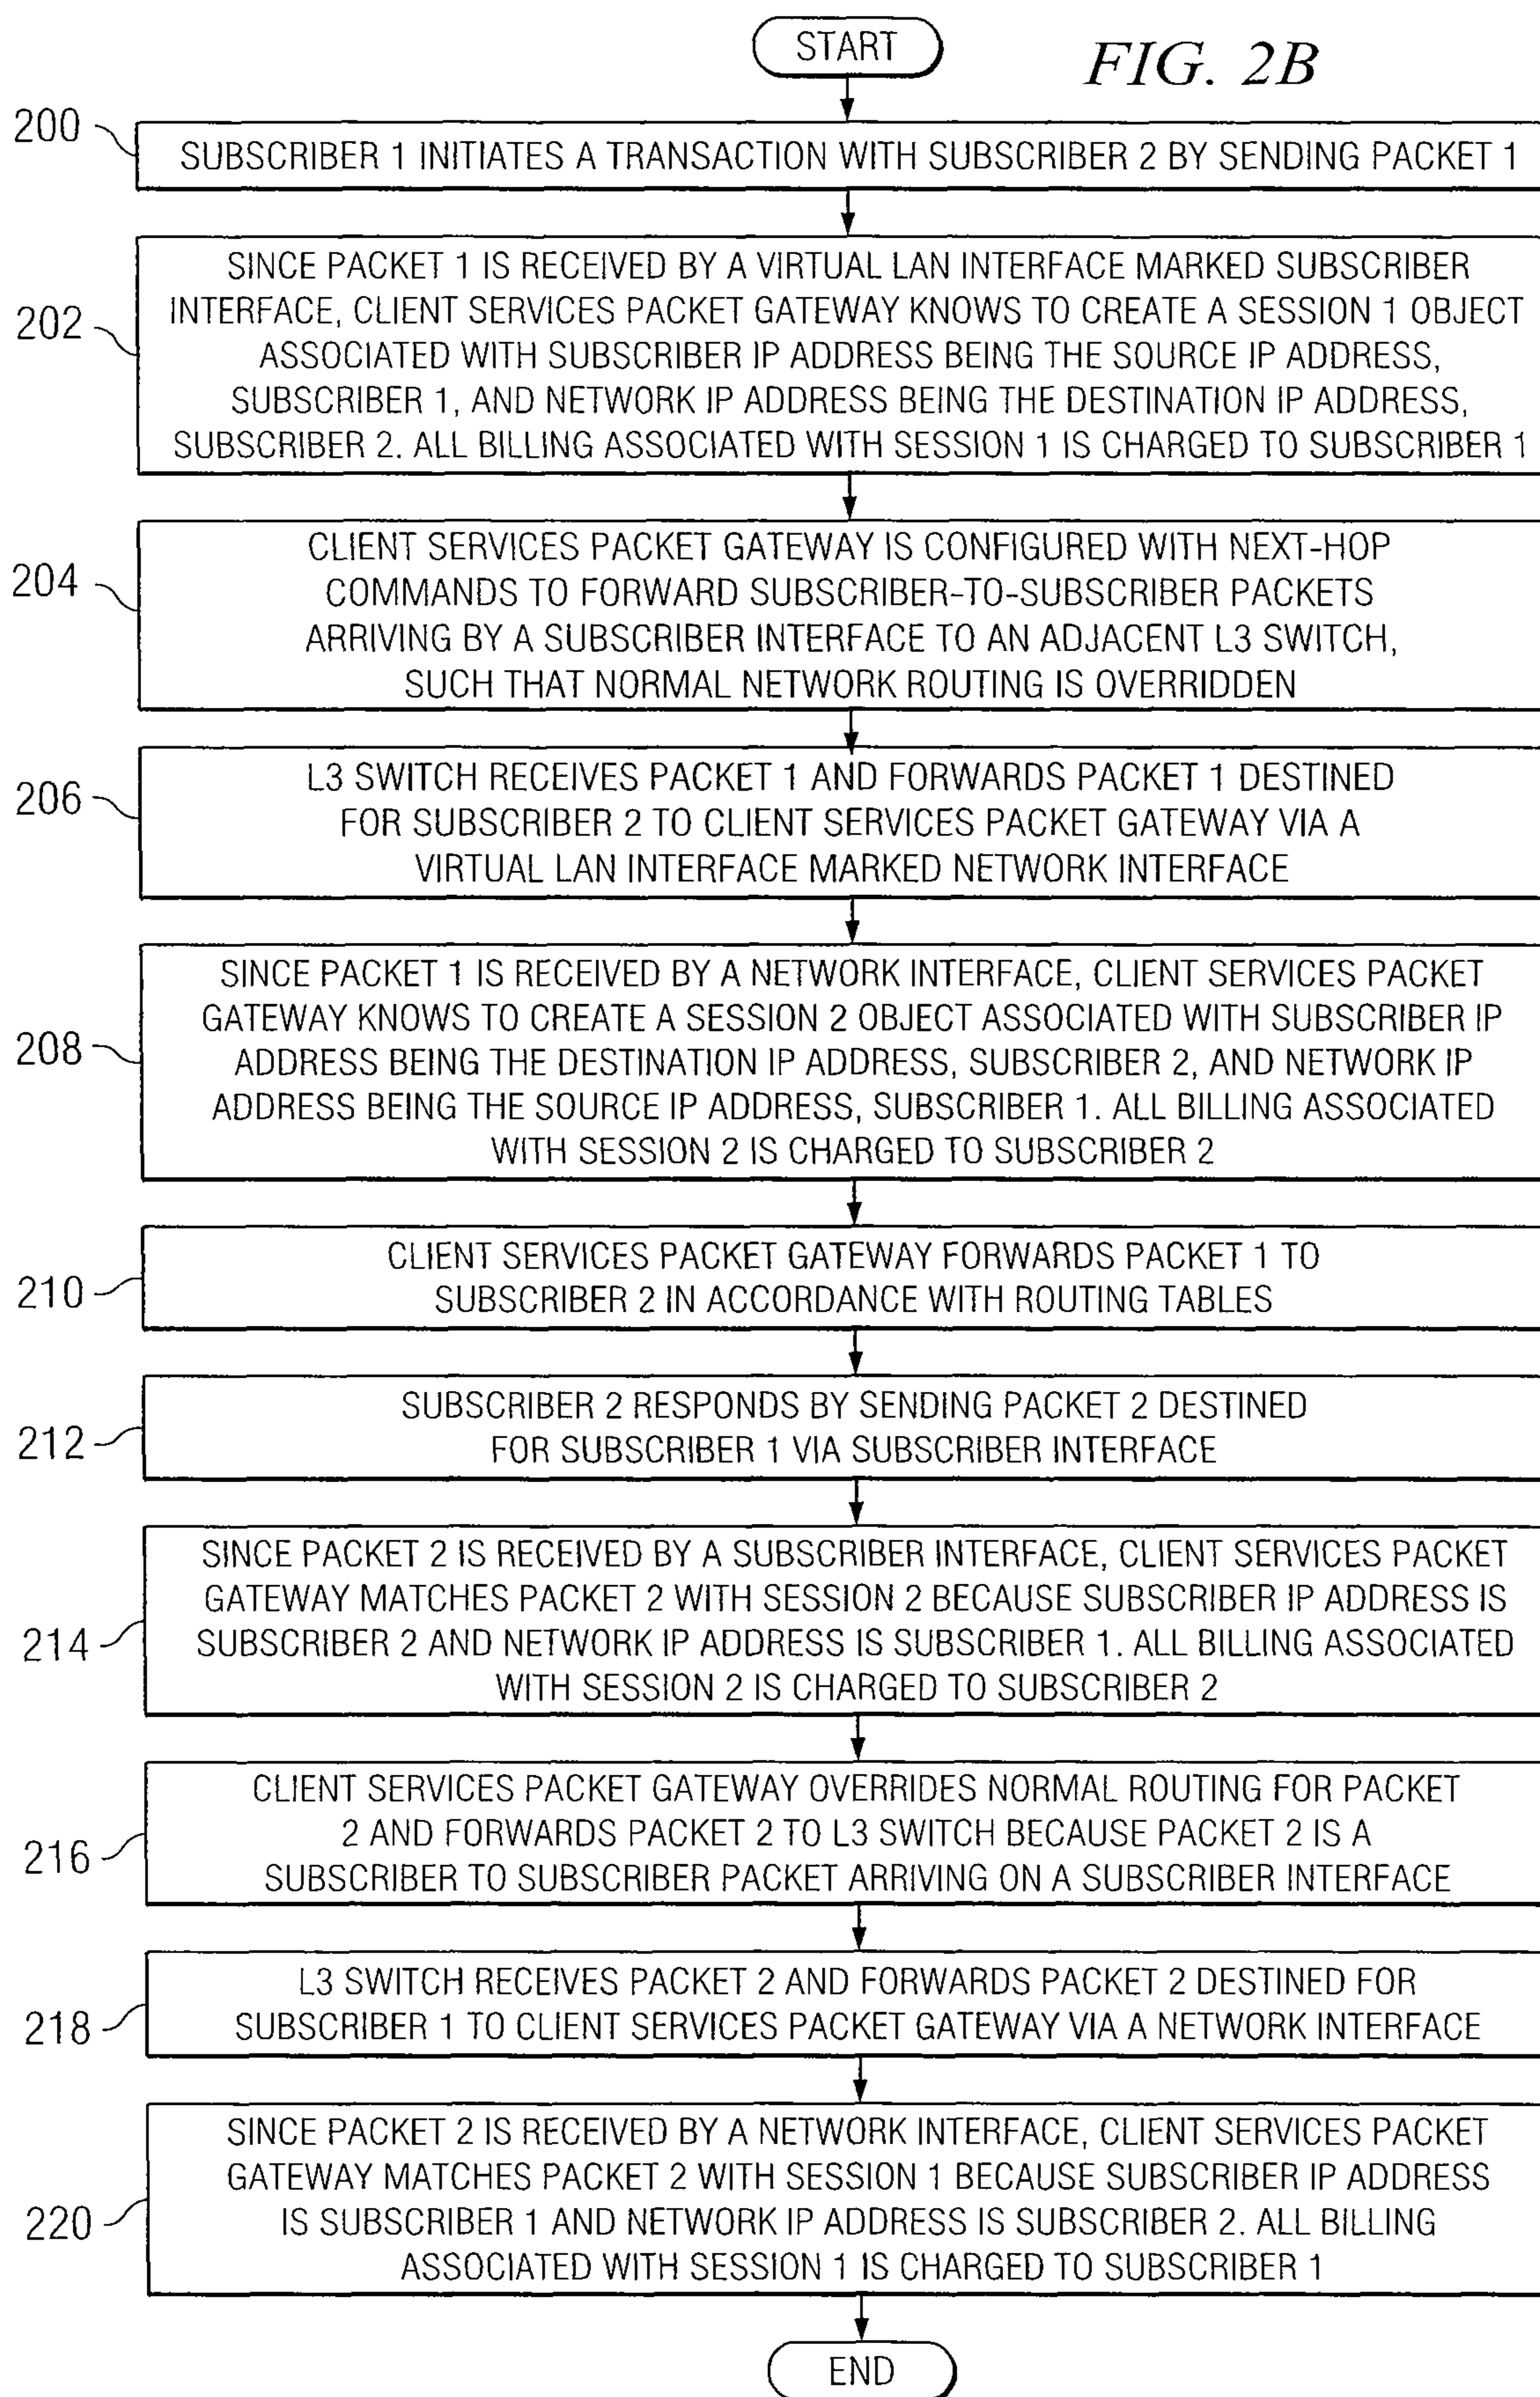 START
FIG. 2B
200
SUBSCRIBER 1 INITIATES A TRANSACTION WITH SUBSCRIBER 2 BY SENDING PACKET 1
202
SINCE PACKET 1 IS RECEIVED BY A VIRTUAL LAN INTERFACE MARKED SUBSCRIBER
INTERFACE, CLIENT SERVICES PACKET GATEWAY KNOWS TO CREATE A SESSION 1 OBJECT
ASSOCIATED WITH SUBSCRIBER IP ADDRESS BEING THE SOURCE IP ADDRESS,
SUBSCRIBER 1, AND NETWORK IP ADDRESS BEING THE DESTINATION IP ADDRESS,
SUBSCRIBER 2. ALL BILLING ASSOCIATED WITH SESSION 1 IS CHARGED TO SUBSCRIBER 1
204
CLIENT SERVICES PACKET GATEWAY IS CONFIGURED WITH NEXT-HOP
COMMANDS TO FORWARD SUBSCRIBER-TO-SUBSCRIBER PACKETS
ARRIVING BY A SUBSCRIBER INTERFACE TO AN ADJACENT L3 SWITCH,
SUCH THAT NORMAL NETWORK ROUTING IS OVERRIDDEN
206
L3 SWITCH RECEIVES PACKET 1 AND FORWARDS PACKET 1 DESTINED
FOR SUBSCRIBER 2 TO CLIENT SERVICES PACKET GATEWAY VIA A
VIRTUAL LAN INTERFACE MARKED NETWORK INTERFACE
208
SINCE PACKET 1 IS RECEIVED BY A NETWORK INTERFACE, CLIENT SERVICES PACKET
GATEWAY KNOWS TO CREATE A SESSION 2 OBJECT ASSOCIATED WITH SUBSCRIBER IP
ADDRESS BEING THE DESTINATION IP ADDRESS, SUBSCRIBER 2, AND NETWORK IP
ADDRESS BEING THE SOURCE IP ADDRESS, SUBSCRIBER 1. ALL BILLING ASSOCIATED
WITH SESSION 2 IS CHARGED TO SUBSCRIBER 2
210
CLIENT SERVICES PACKET GATEWAY FORWARDS PACKET 1 TO
SUBSCRIBER 2 IN ACCORDANCE WITH ROUTING TABLES
212
SUBSCRIBER 2 RESPONDS BY SENDING PACKET 2 DESTINED
FOR SUBSCRIBER 1 VIA SUBSCRIBER INTERFACE
214
SINCE PACKET 2 IS RECEIVED BY A SUBSCRIBER INTERFACE, CLIENT SERVICES PACKET
GATEWAY MATCHES PACKET 2 WITH SESSION 2 BECAUSE SUBSCRIBER IP ADDRESS IS
SUBSCRIBER 2 AND NETWORK IP ADDRESS IS SUBSCRIBER 1. ALL BILLING ASSOCIATED
WITH SESSION 2 IS CHARGED TO SUBSCRIBER 2
216
CLIENT SERVICES PACKET GATEWAY OVERRIDES NORMAL ROUTING FOR PACKET
2 AND FORWARDS PACKET 2 TO L3 SWITCH BECAUSE PACKET 2 IS A
SUBSCRIBER TO SUBSCRIBER PACKET ARRIVING ON A SUBSCRIBER INTERFACE
218
L3 SWITCH RECEIVES PACKET 2 AND FORWARDS PACKET 2 DESTINED FOR
SUBSCRIBER 1 TO CLIENT SERVICES PACKET GATEWAY VIA A NETWORK INTERFACE
220
SINCE PACKET 2 IS RECEIVED BY A NETWORK INTERFACE, CLIENT SERVICES PACKET
GATEWAY MATCHES PACKET 2 WITH SESSION 1 BECAUSE SUBSCRIBER IP ADDRESS
IS SUBSCRIBER 1 AND NETWORK IP ADDRESS IS SUBSCRIBER 2. ALL BILLING
ASSOCIATED WITH SESSION 1 IS CHARGED TO SUBSCRIBER 1
END